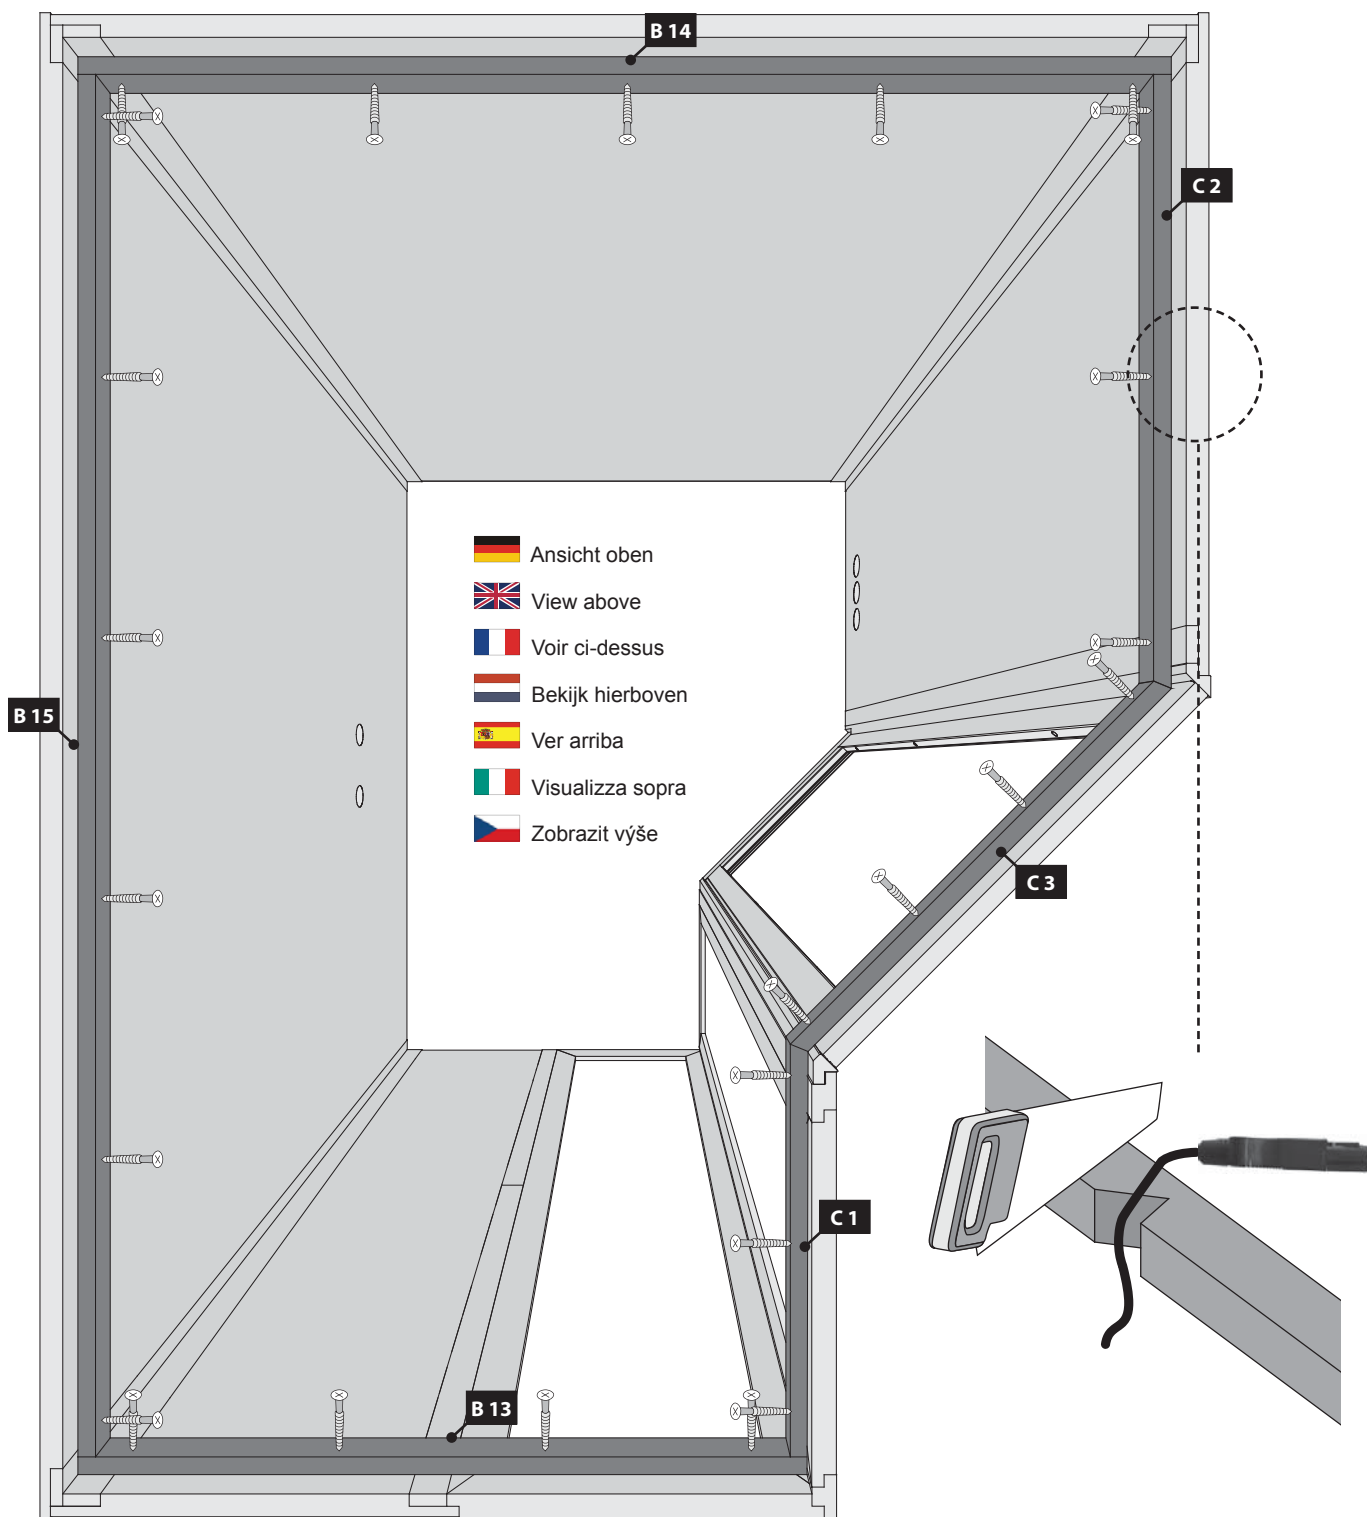 B 14
C 2
Ansicht oben
View above
Voir ci-dessus
Bekijk hierboven
Ver arriba
Visualizza sopra
Zobrazit výše
B 15
C 3
C 1
B 13